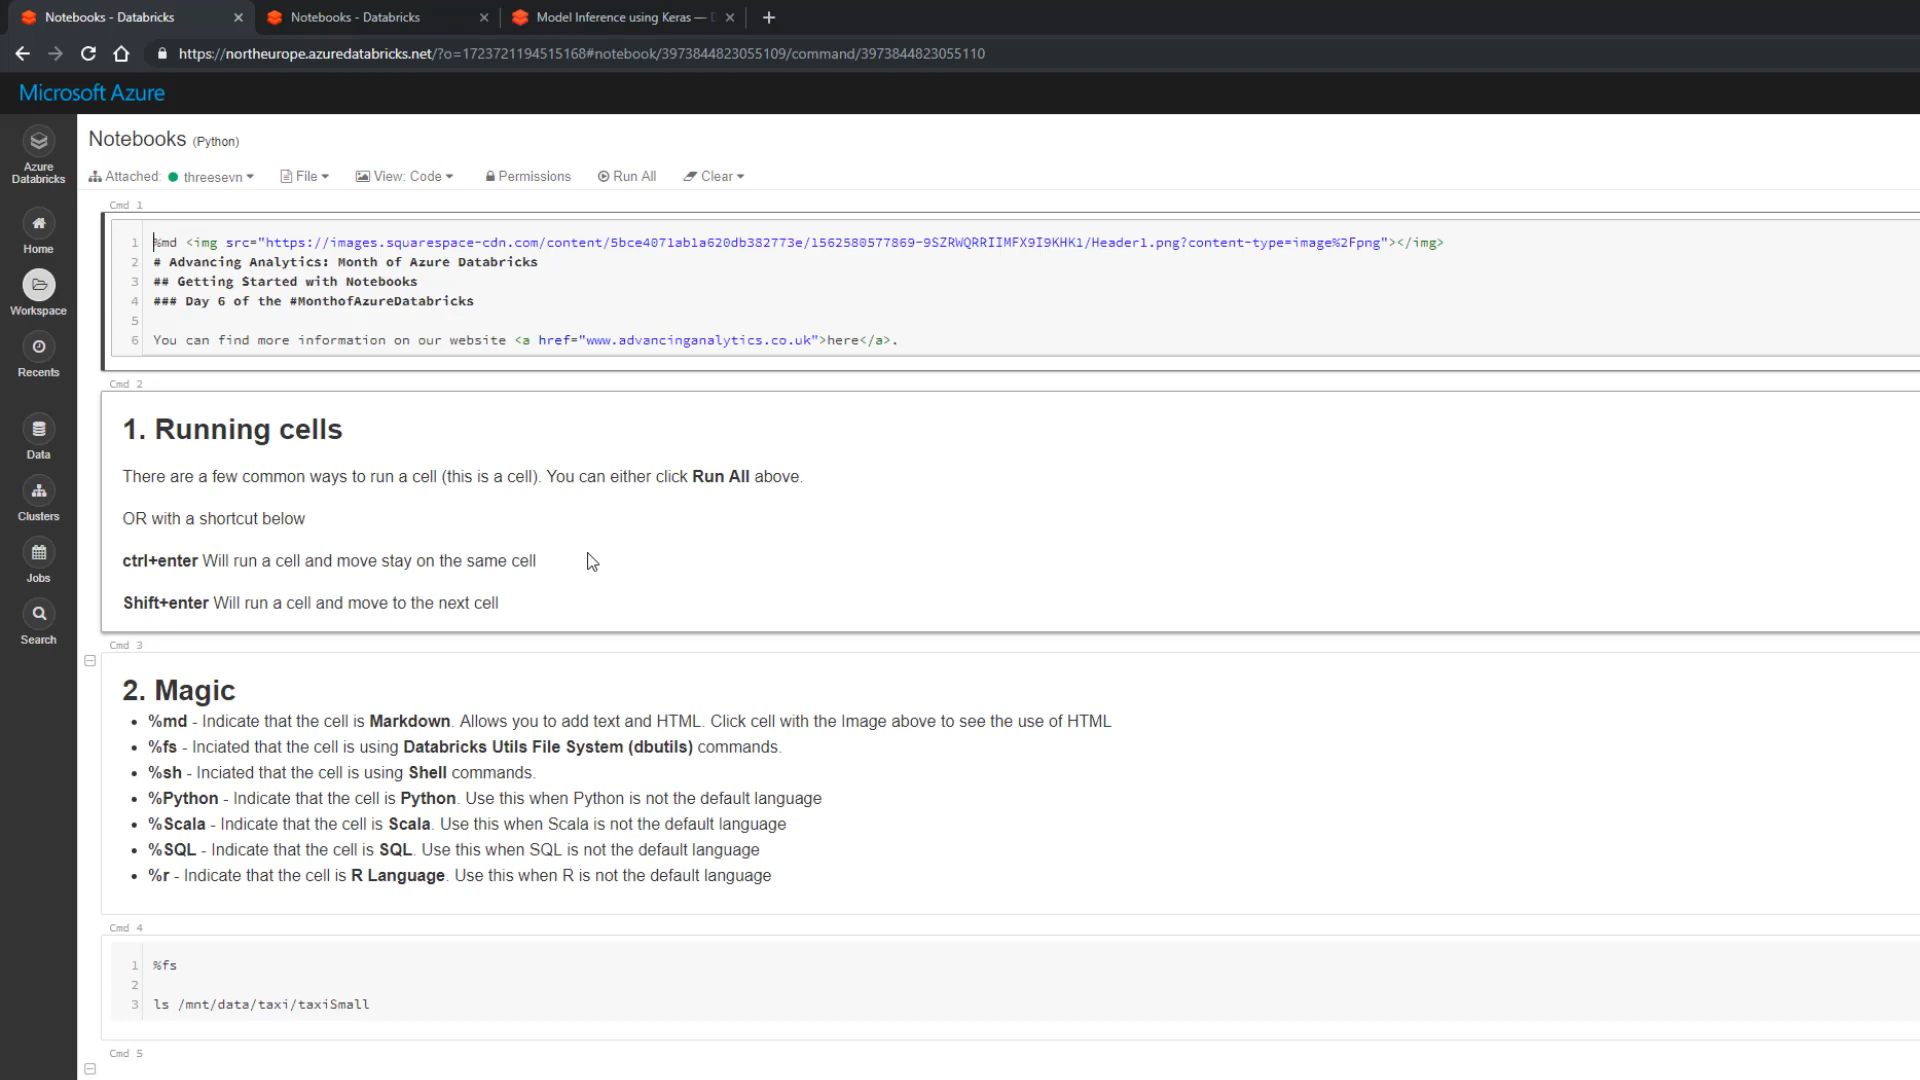 Notebooks - Databricks
Notebooks - Databricks
Model Inference using Keras —
https://northeurope.azuredatabricks.net/?o=1723721194515168#notebook/3973844823055109/command/3973844823055110
Microsoft Azure
Azure
Databricks
Home
Workspace
Recents
Data
Clusters
Jobs
Search
Notebooks (Python)
Attached: threesevn File View: Code Permissions Run All Clear
Cmd 1
1 %md <img src="https://images.squarespace-cdn.com/content/5bce4071ab1a620db382773e/1562580577869-9SZRWQRRIIMFX9I9KHK1/Header1.png?content-type=image%2Fpng"></img>
2 # Advancing Analytics: Month of Azure Databricks
3 ## Getting Started with Notebooks
4 ### Day 6 of the #MonthofAzureDatabricks
5
6 You can find more information on our website <a href="www.advancinganalytics.co.uk">here</a>.
Cmd 2
1. Running cells
There are a few common ways to run a cell (this is a cell). You can either click Run All above.
OR with a shortcut below
ctrl+enter Will run a cell and move stay on the same cell
Shift+enter Will run a cell and move to the next cell
Cmd 3
2. Magic
• %md - Indicate that the cell is Markdown. Allows you to add text and HTML. Click cell with the Image above to see the use of HTML
• %fs - Inciated that the cell is using Databricks Utils File System (dbutils) commands.
• %sh - Inciated that the cell is using Shell commands.
• %Python - Indicate that the cell is Python. Use this when Python is not the default language
• %Scala - Indicate that the cell is Scala. Use this when Scala is not the default language
• %SQL - Indicate that the cell is SQL. Use this when SQL is not the default language
• %r - Indicate that the cell is R Language. Use this when R is not the default language
Cmd 4
1 %fs
2
3 ls /mnt/data/taxi/taxiSmall
Cmd 5